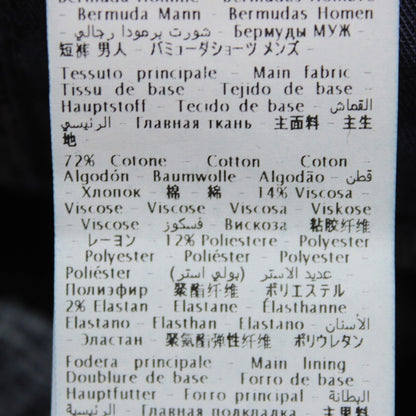 Bermuda Mann - Bermudas Homen
- شورت برمودا رجالي - Бермуды МУЖ -
短裤 男人 - バミューダショーツ メンズ -
Tessuto principale - Main fabric
Tissu de base - Tejido de base -
Hauptstoff - Tecido de base - القماش
الرئيسي - Главная ткань - 主面料 - 主生
地 -
72% Cotone - Cotton - Coton -
Algodón - Baumwolle - Algodão - قطن
- Хлопок - 棉 - 綿 - 14% Viscosa -
Viscose - Viscose - Viscosa - Viskose
- Viscose - فسكوز - Вискоза - 粘胶纤维
- レーヨン - 12% Poliestere - Polyester
- Polyester - Poliéster - Polyester -
Poliéster - (بولي استر) عديد الاستر -
Полиэфир - 聚酯纤维 - ポリエステル
2% Elastan - Elastane - Élasthanne -
Elastano - Elasthan - Elastano - الأستان
- Эластан - 聚氨酯弹性纤维 - ポリウレタン
Fodera principale - Main lining
Doublure de base - Forro de base -
Hauptfutter - Forro principal - البطانة
الرئيسية - Главная подкладка - 主里料